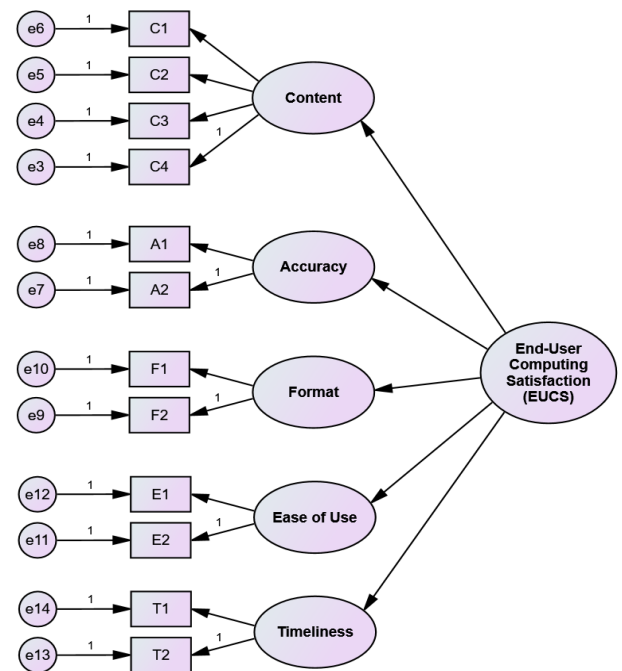 e6 1 C1
e5 1 C2
e4 1 C3
1
e3 1 C4
Content
e8 1 A1
e7 1 A2
1
Accuracy
e10 1 F1
e9 1 F2
1
Format
End-User
Computing
Satisfaction
(EUCS)
e12 1 E1
e11 1 E2
1
Ease of Use
e14 1 T1
e13 1 T2
1
Timeliness